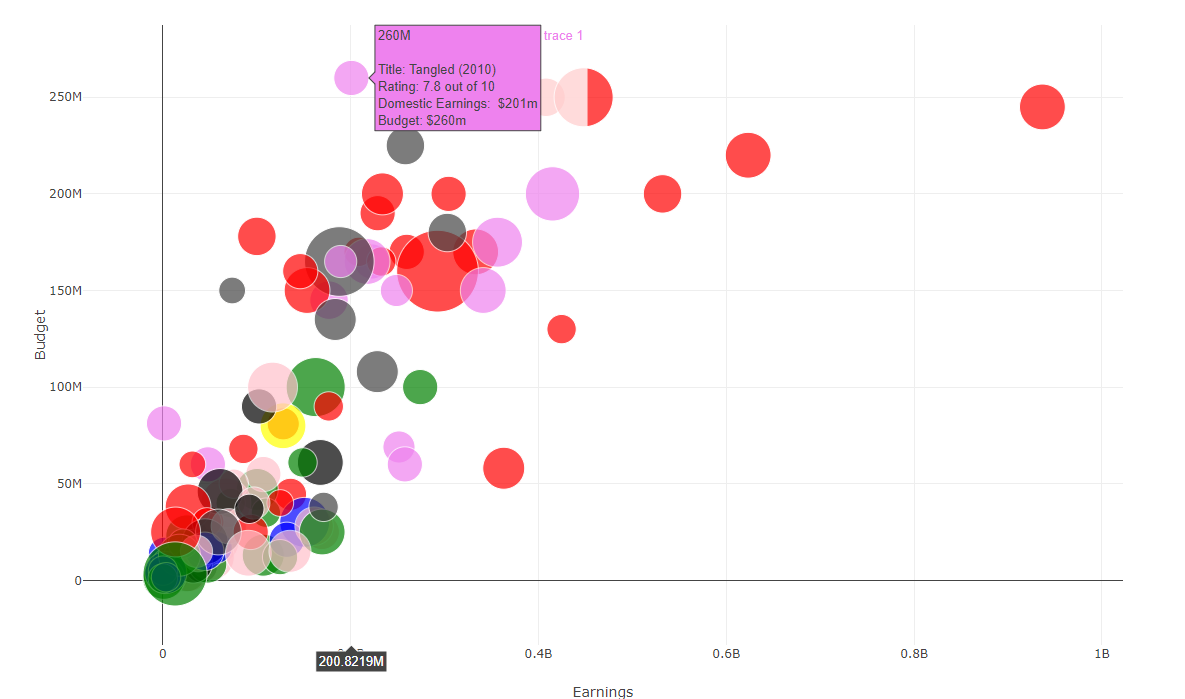 260M
trace 1
Title: Tangled (2010)
Rating: 7.8 out of 10
Domestic Earnings:  $201m
Budget: $260m
250M
200M
150M
100M
50M
0
Budget
0
0.4B
0.6B
0.8B
1B
200.8219M
Earnings